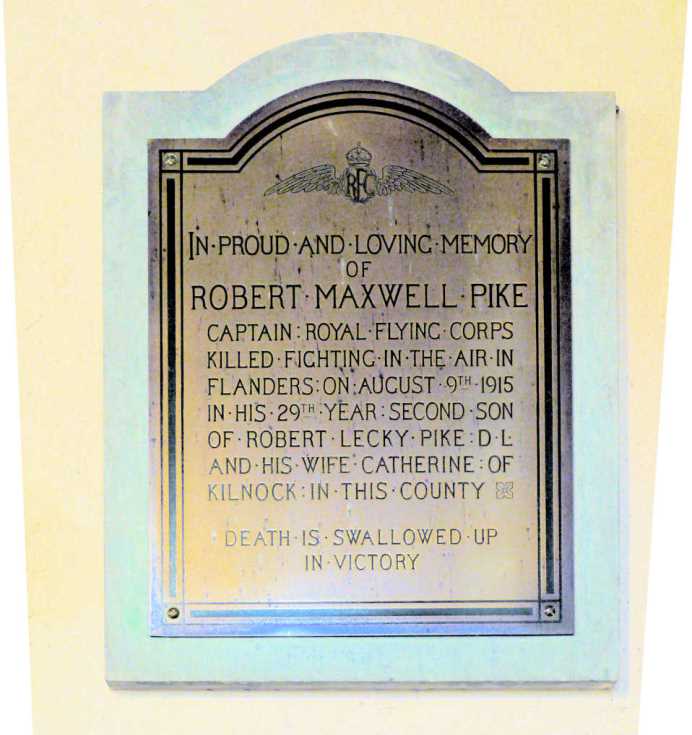 RFC
IN·PROUD·AND·LOVING·MEMORY
OF
ROBERT·MAXWELL·PIKE
CAPTAIN:ROYAL·FLYING·CORPS
KILLED·FIGHTING·IN·THE·AIR·IN
FLANDERS:ON·AUGUST·9TH·1915
IN·HIS·29TH·YEAR:SECOND·SON
OF·ROBERT·LECKY·PIKE:D·L·
AND·HIS·WIFE·CATHERINE:OF
KILNOCK:IN·THIS·COUNTY
DEATH·IS·SWALLOWED·UP
IN·VICTORY